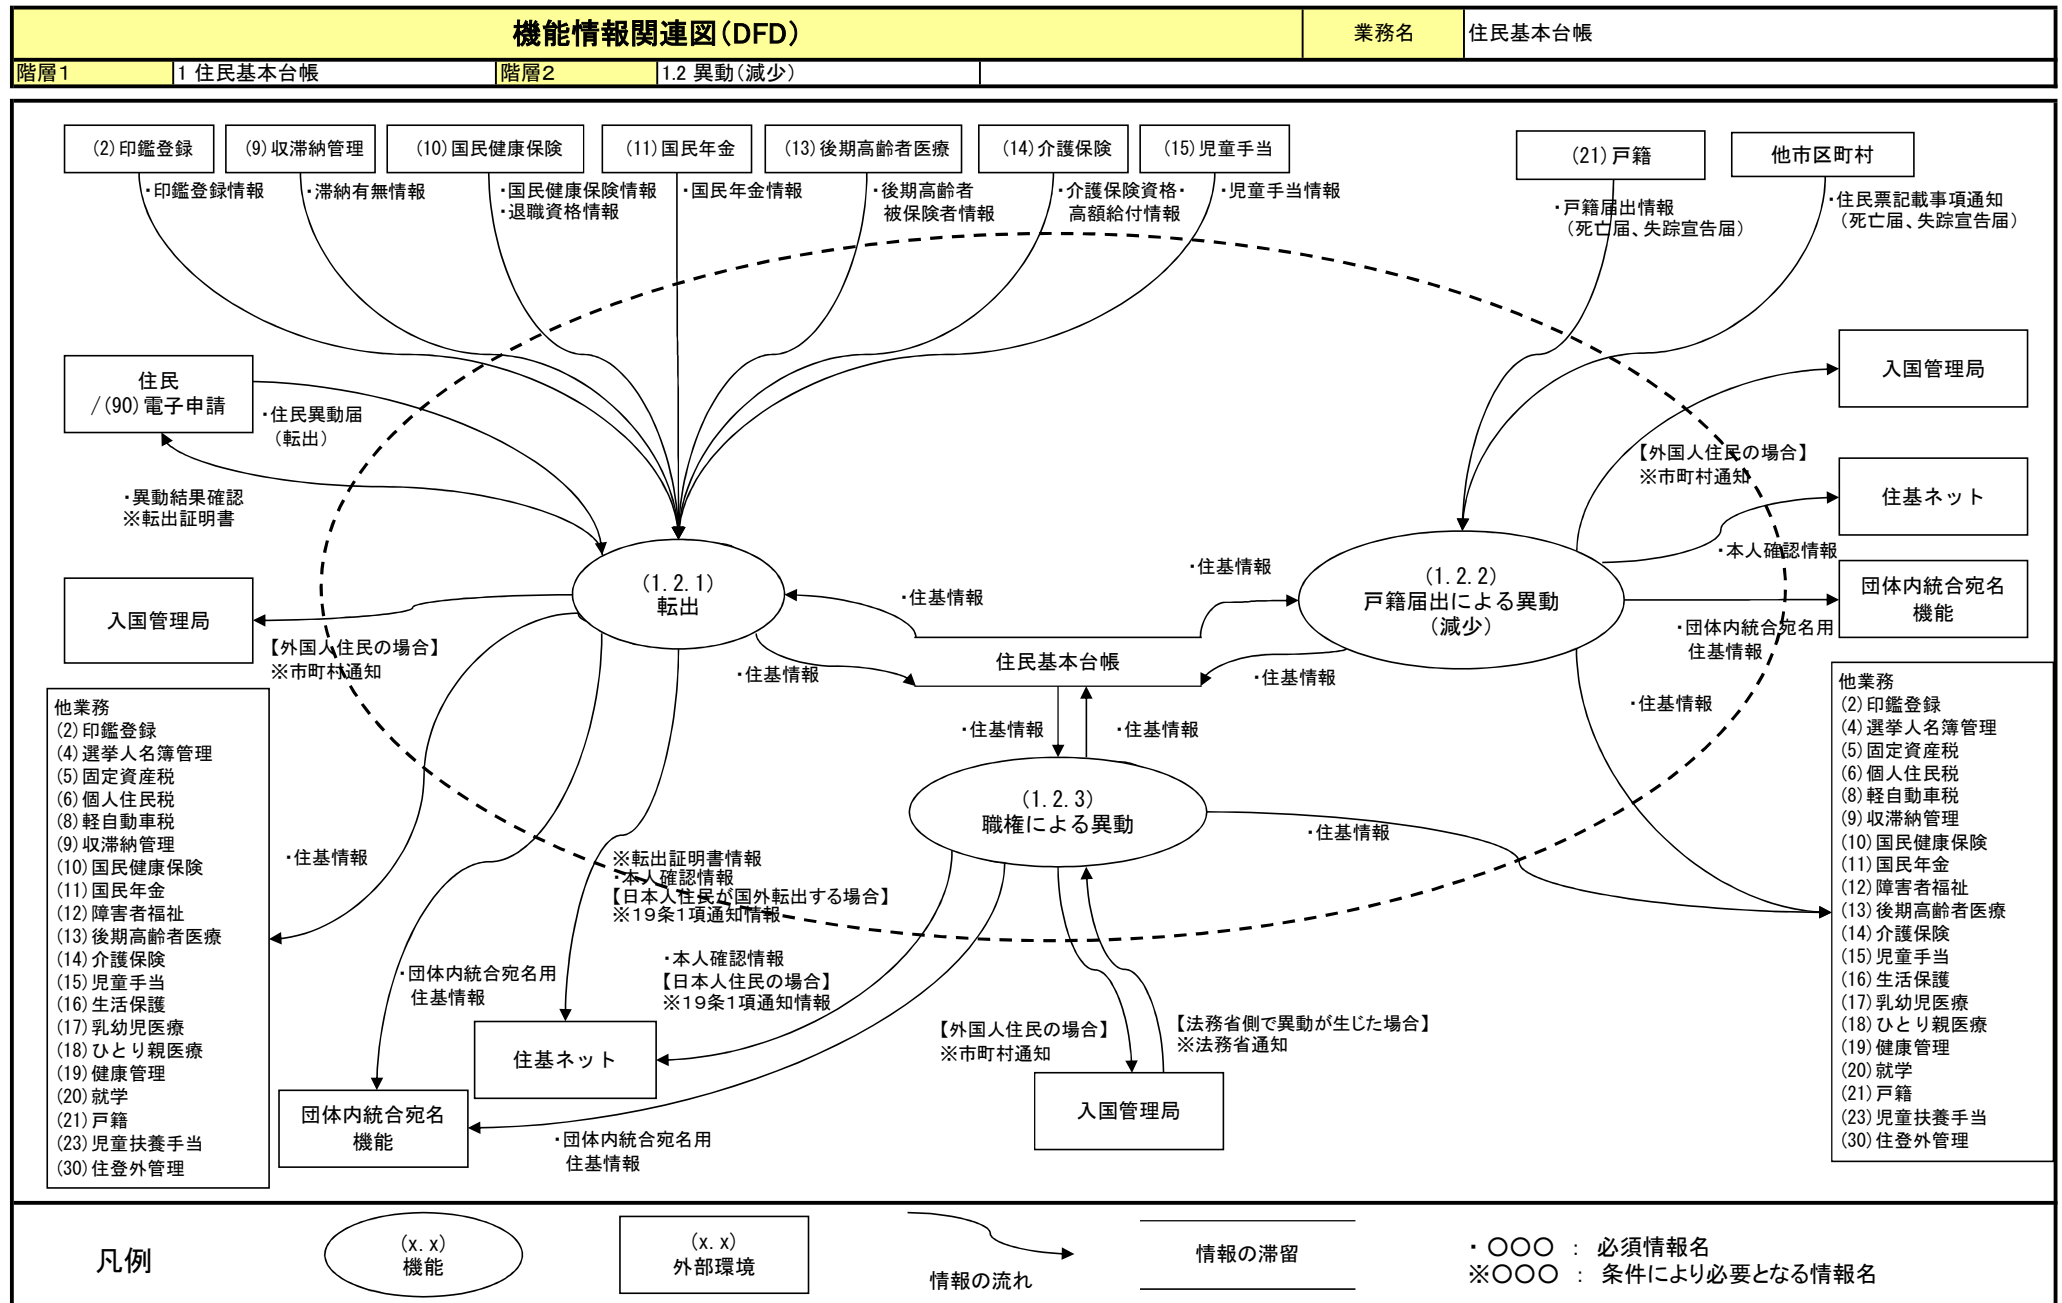 機能情報関連図（DFD）
業務名
住民基本台帳
階層１
1 住民基本台帳
階層２
1.2 異動（減少）
(2)印鑑登録
(9)収滞納管理
(10)国民健康保険
(11)国民年金
(13)後期高齢者医療
(14)介護保険
(15)児童手当
(21)戸籍
他市区町村
・印鑑登録情報
・滞納有無情報
・国民健康保険情報
・退職資格情報
・国民年金情報
・後期高齢者
被保険者情報
・介護保険資格・
高額給付情報
・児童手当情報
・戸籍届出情報
（死亡届、失踪宣告届）
・住民票記載事項通知
（死亡届、失踪宣告届）
住民
/(90)電子申請
・住民異動届
（転出）
・異動結果確認
※転出証明書
入国管理局
【外国人住民の場合】
※市町村通知
住基ネット
・本人確認情報
団体内統合宛名
機能
・団体内統合宛名用
住基情報
(1.2.1)
転出
・住基情報
・住基情報
(1.2.2)
戸籍届出による異動
（減少）
入国管理局
【外国人住民の場合】
※市町村通知
住民基本台帳
・住基情報
・住基情報
・住基情報
・住基情報
・住基情報
(1.2.3)
職権による異動
・住基情報
他業務
(2)印鑑登録
(4)選挙人名簿管理
(5)固定資産税
(6)個人住民税
(8)軽自動車税
(9)収滞納管理
(10)国民健康保険
(11)国民年金
(12)障害者福祉
(13)後期高齢者医療
(14)介護保険
(15)児童手当
(16)生活保護
(17)乳幼児医療
(18)ひとり親医療
(19)健康管理
(20)就学
(21)戸籍
(23)児童扶養手当
(30)住登外管理
・住基情報
※転出証明書情報
・本人確認情報
【日本人住民が国外転出する場合】
※１９条１項通知情報
・団体内統合宛名用
住基情報
・本人確認情報
【日本人住民の場合】
※１９条１項通知情報
住基ネット
団体内統合宛名
機能
・団体内統合宛名用
住基情報
【外国人住民の場合】
※市町村通知
【法務省側で異動が生じた場合】
※法務省通知
入国管理局
他業務
(2)印鑑登録
(4)選挙人名簿管理
(5)固定資産税
(6)個人住民税
(8)軽自動車税
(9)収滞納管理
(10)国民健康保険
(11)国民年金
(12)障害者福祉
(13)後期高齢者医療
(14)介護保険
(15)児童手当
(16)生活保護
(17)乳幼児医療
(18)ひとり親医療
(19)健康管理
(20)就学
(21)戸籍
(23)児童扶養手当
(30)住登外管理
凡例
(x.x)
機能
(x.x)
外部環境
情報の流れ
情報の滞留
・〇〇〇 ： 必須情報名
※〇〇〇 ： 条件により必要となる情報名